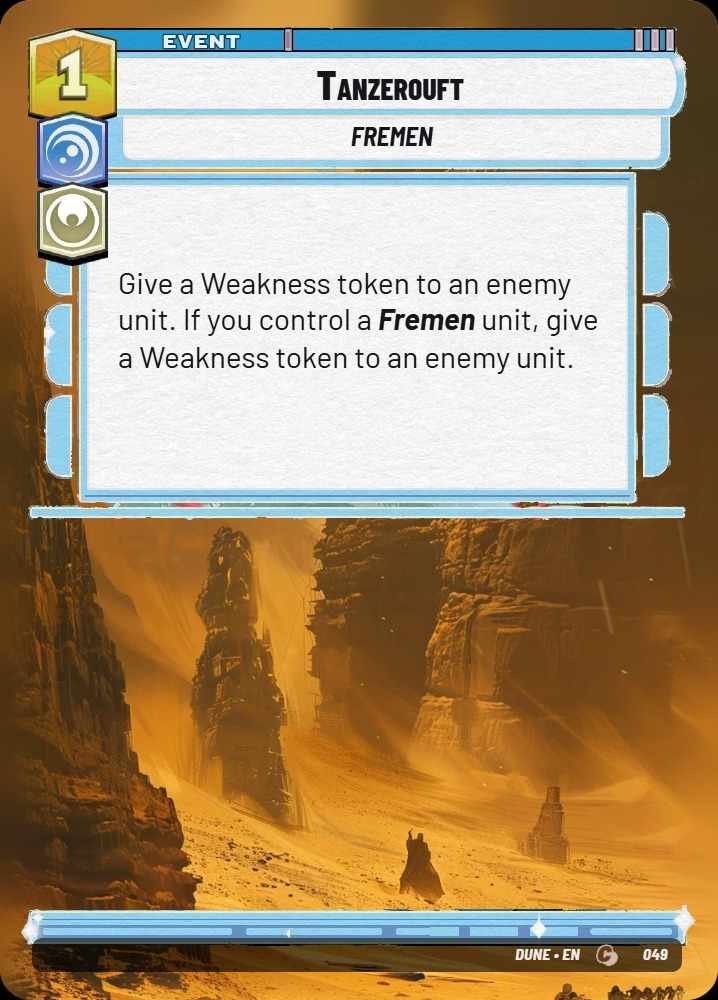 EVENT
1
TANZEROUFT
FREMEN
Give a Weakness token to an enemy
unit. If you control a Fremen unit, give
a Weakness token to an enemy unit.
DUNE • EN C 049